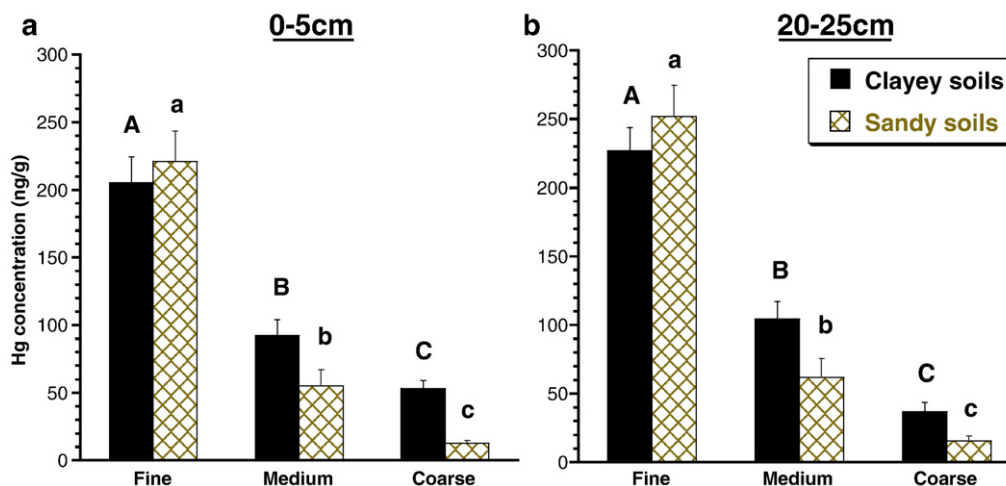 a
0-5cm
300
250
200
150
100
50
0
Hg concentration (ng/g)
A
a
B
b
C
c
Fine
Medium
Coarse
b
20-25cm
300
250
200
150
100
50
0
A
a
B
b
C
c
Clayey soils
Sandy soils
Fine
Medium
Coarse